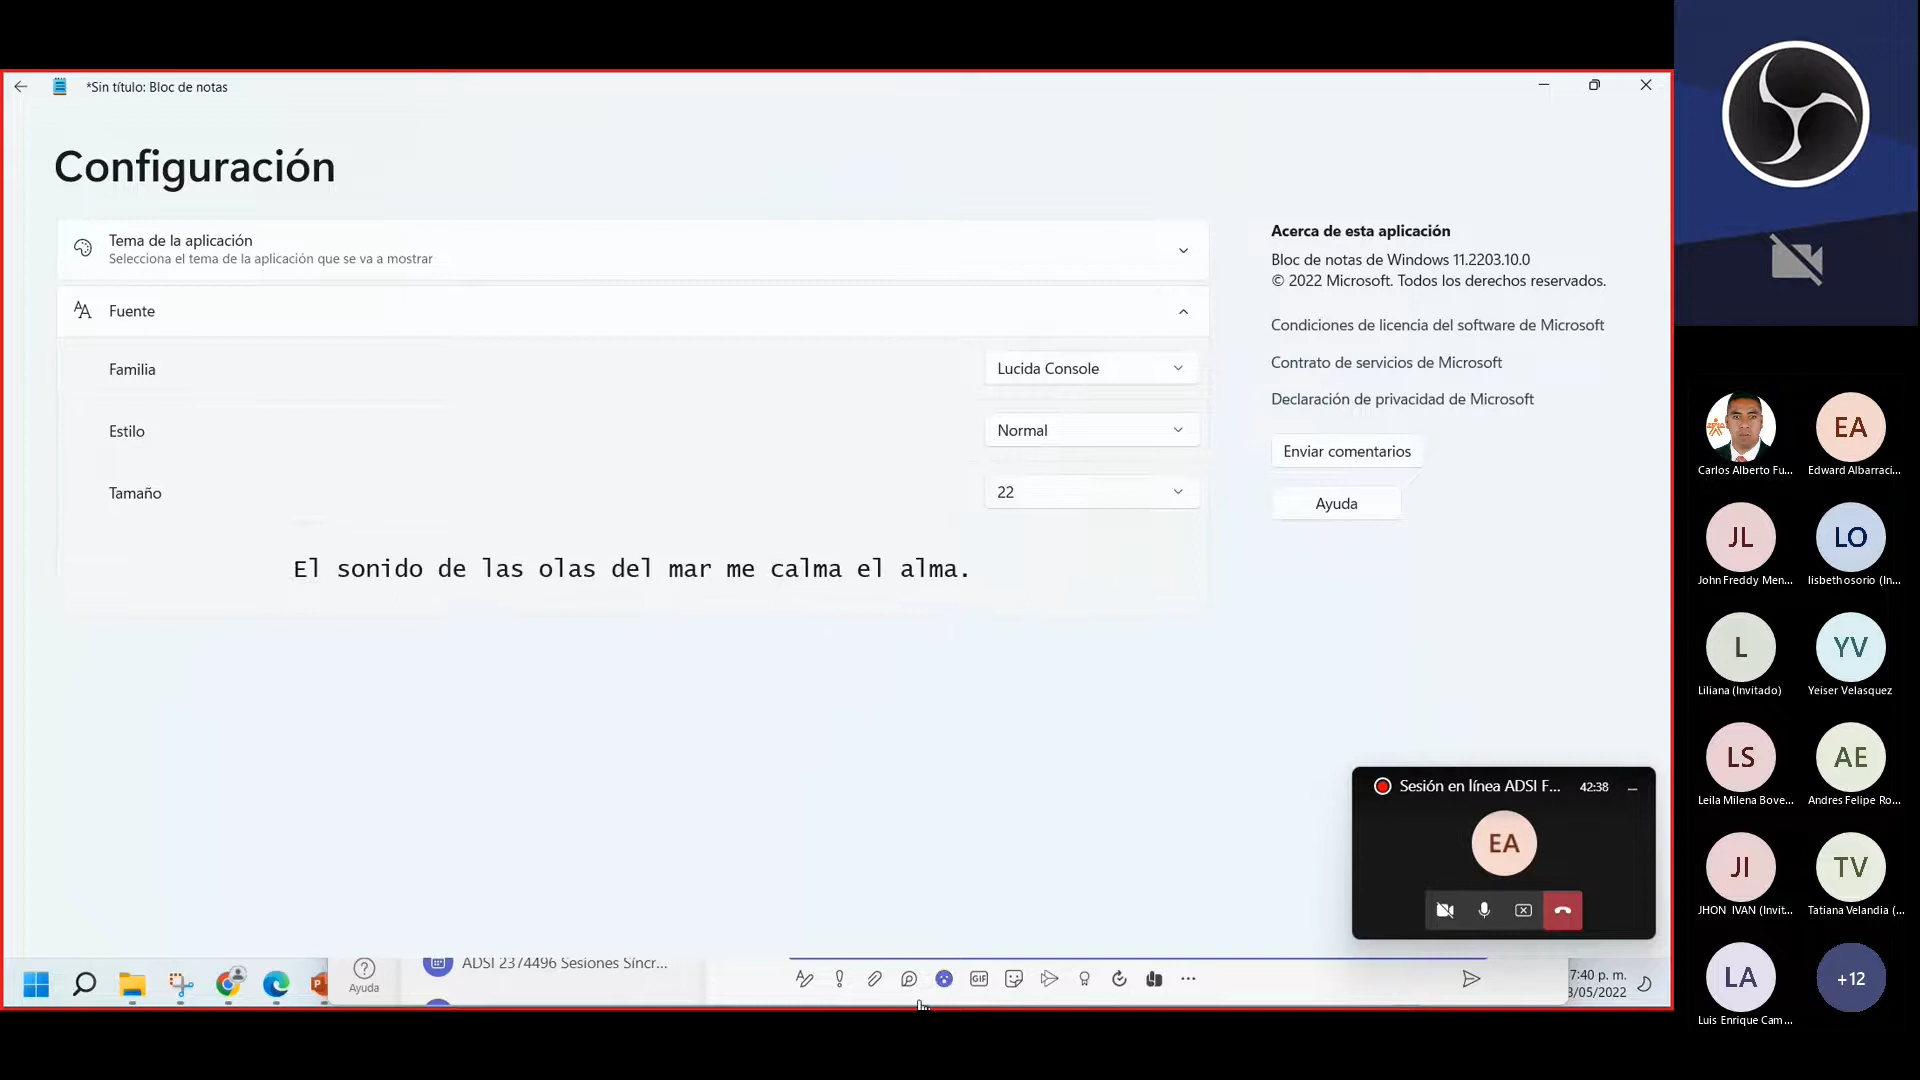 *Sin título: Bloc de notas
Configuración
Tema de la aplicación
Selecciona el tema de la aplicación que se va a mostrar
Fuente
Familia
Lucida Console
Estilo
Normal
Tamaño
22
El sonido de las olas del mar me calma el alma.
Acerca de esta aplicación
Bloc de notas de Windows 11.2203.10.0
© 2022 Microsoft. Todos los derechos reservados.
Condiciones de licencia del software de Microsoft
Contrato de servicios de Microsoft
Declaración de privacidad de Microsoft
Enviar comentarios
Ayuda
Sesión en línea ADSI F...
42:38
EA
Ayuda
ADSI 2374496 Sesiones Síncr...
GIF
7:40 p. m.
3/05/2022
Carlos Alberto Fu...
EA
Edward Albarraci...
JL
John Freddy Men...
LO
lisbeth osorio (In...
L
Liliana (Invitado)
YV
Yeiser Velasquez
LS
Leila Milena Bove...
AE
Andres Felipe Ro...
JI
JHON IVAN (Invit...
TV
Tatiana Velandia (...
LA
Luis Enrique Cam...
+12